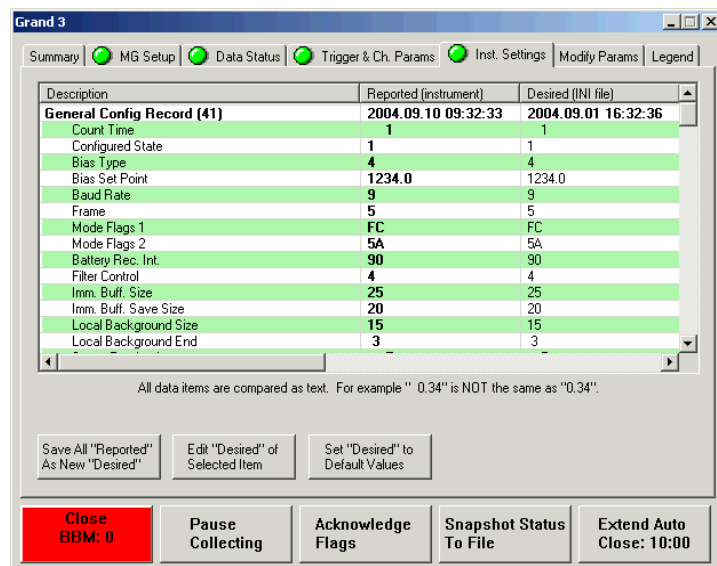 Grand 3
Summary MG Setup Data Status Trigger & Ch. Params Inst. Settings Modify Params Legend
Description Reported (instrument) Desired (INI file)
General Config Record (41) 2004.09.10 09:32:33 2004.09.01 16:32:36
Count Time 1 1
Configured State 1 1
Bias Type 4 4
Bias Set Point 1234.0 1234.0
Baud Rate 9 9
Frame 5 5
Mode Flags 1 FC FC
Mode Flags 2 5A 5A
Battery Rec. Int. 90 90
Filter Control 4 4
Imm. Buff. Size 25 25
Imm. Buff. Save Size 20 20
Local Background Size 15 15
Local Background End 3 3
All data items are compared as text. For example " 0.34" is NOT the same as "0.34".
Save All "Reported" As New "Desired"
Edit "Desired" of Selected Item
Set "Desired" to Default Values
Close BBM: 0
Pause Collecting
Acknowledge Flags
Snapshot Status To File
Extend Auto Close: 10:00